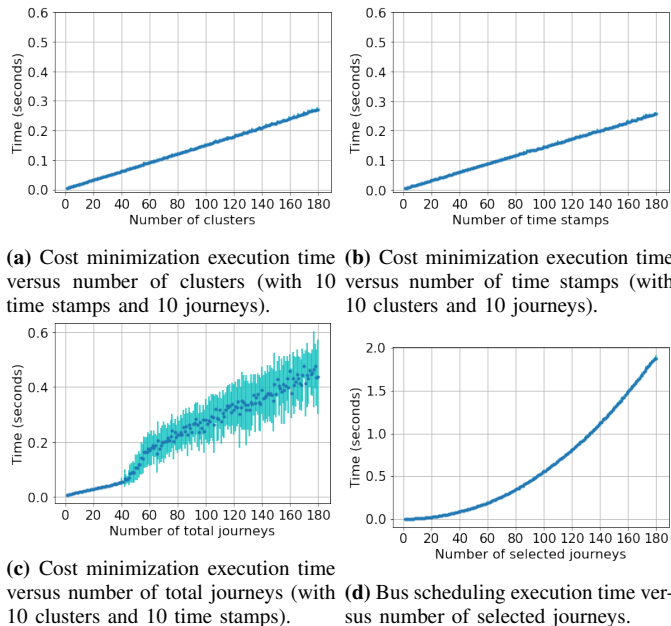 0.6
0.5
0.4
0.3
0.2
0.1
0.0
Time (seconds)
0 20 40 60 80 100 120 140 160 180
Number of clusters
0.6
0.5
0.4
0.3
0.2
0.1
0.0
Time (seconds)
0 20 40 60 80 100 120 140 160 180
Number of time stamps
(a) Cost minimization execution time
versus number of clusters (with 10
time stamps and 10 journeys).
(b) Cost minimization execution time
versus number of time stamps (with
10 clusters and 10 journeys).
0.6
0.4
0.2
0.0
Time (seconds)
0 20 40 60 80 100 120 140 160 180
Number of total journeys
2.0
1.5
1.0
0.5
0.0
Time (seconds)
0 20 40 60 80 100 120 140 160 180
Number of selected journeys
(c) Cost minimization execution time
versus number of total journeys (with
10 clusters and 10 time stamps).
(d) Bus scheduling execution time ver-
sus number of selected journeys.